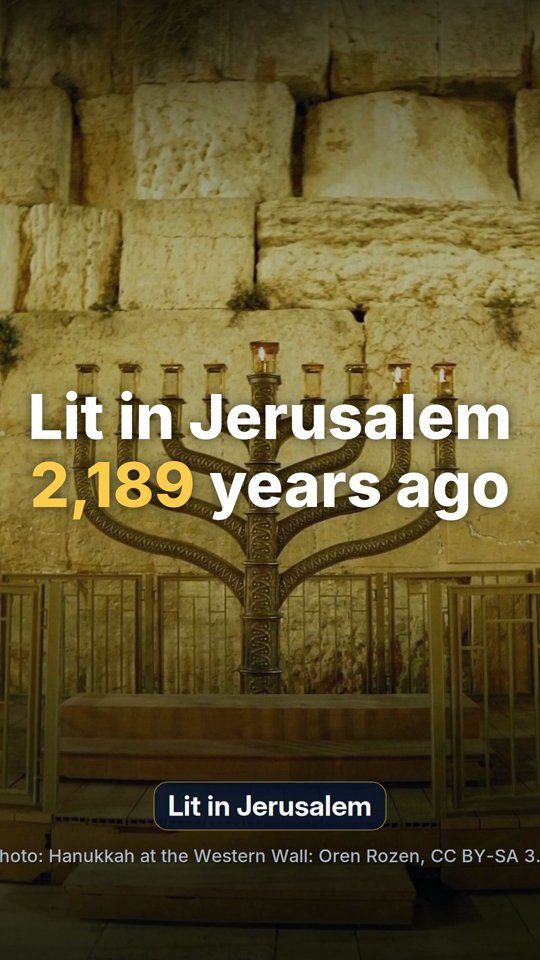 Lit in Jerusalem
2,189 years ago
Lit in Jerusalem
hoto: Hanukkah at the Western Wall: Oren Rozen, CC BY-SA 3.